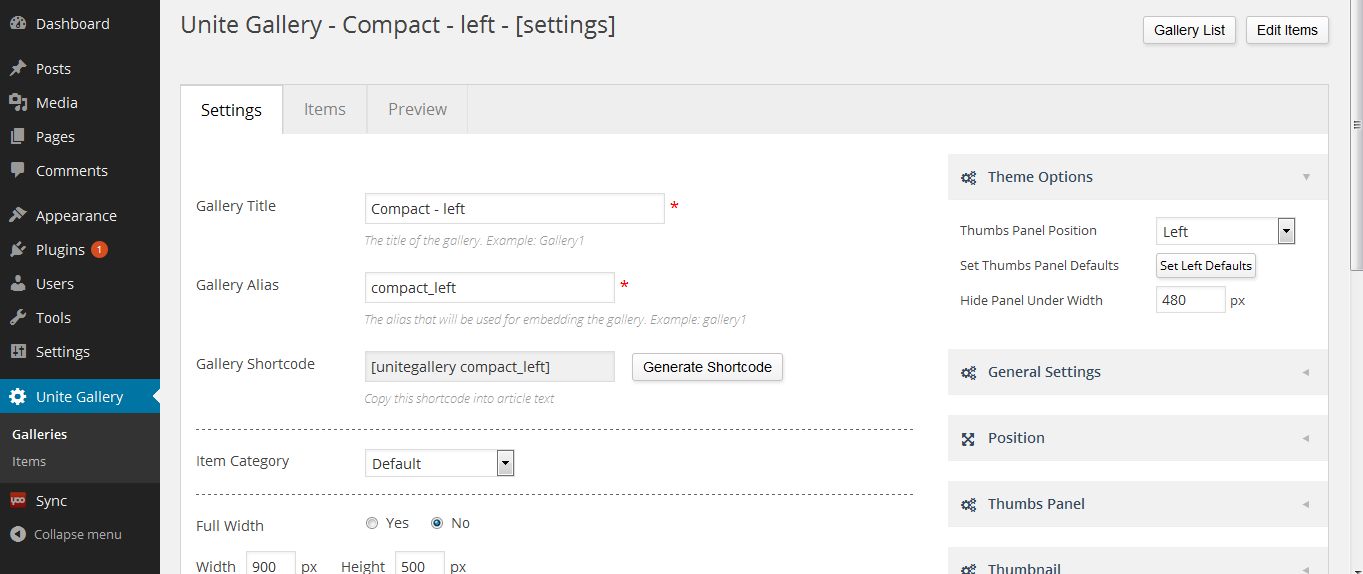 Dashboard
Posts
Media
Pages
Comments
Appearance
Plugins 1
Users
Tools
Settings
Unite Gallery
Galleries
Items
yoo Sync
Collapse menu
Unite Gallery - Compact - left - [settings]
Gallery List
Edit Items
Settings
Items
Preview
Gallery Title
Compact - left *
The title of the gallery. Example: Gallery1
Gallery Alias
compact_left *
The alias that will be used for embedding the gallery. Example: gallery1
Gallery Shortcode
[unitegallery compact_left]
Generate Shortcode
Copy this shortcode into article text
Item Category
Default
Full Width
Yes
No
Width 900 px Height 500 px
Theme Options
Thumbs Panel Position
Left
Set Thumbs Panel Defaults
Set Left Defaults
Hide Panel Under Width
480 px
General Settings
Position
Thumbs Panel
Thumbnail